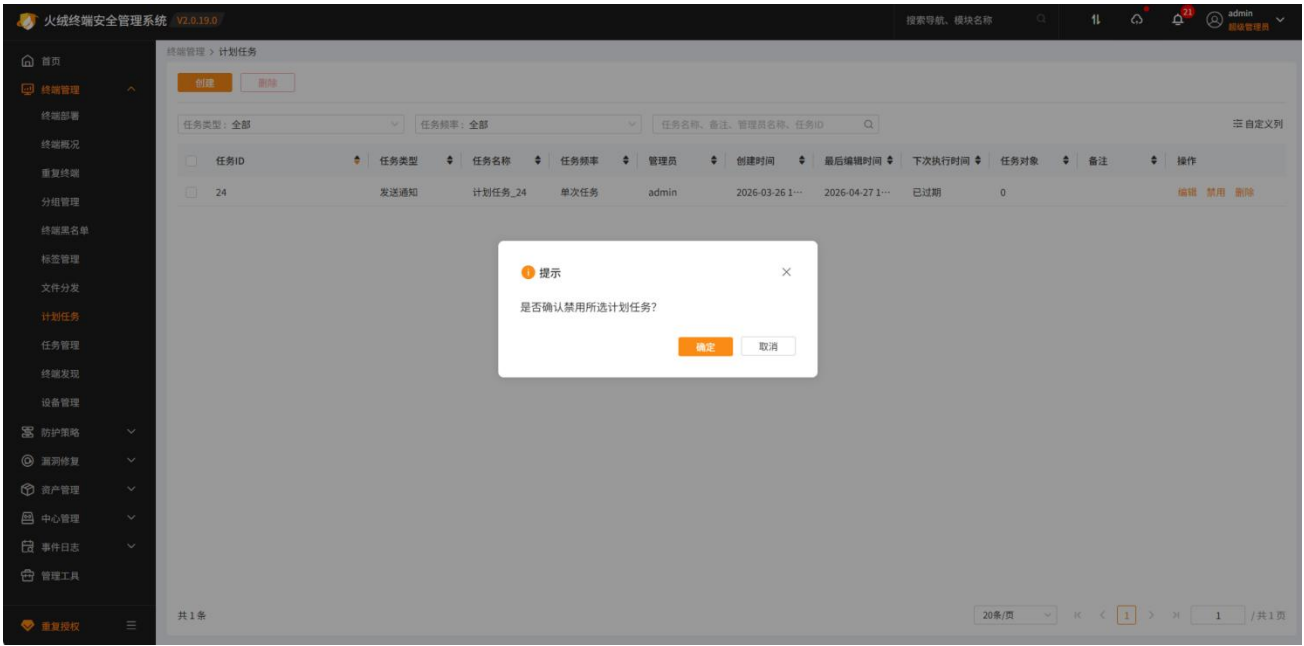 火绒终端安全管理系统 V2.0.19.0 搜索导航、模块名称 21 admin
超级管理员
首页
终端管理
终端部署
终端概况
重复终端
分组管理
终端黑名单
标签管理
文件分发
计划任务
任务管理
终端发现
设备管理
防护策略
漏洞修复
资产管理
中心管理
事件日志
管理工具
重复授权
终端管理 > 计划任务
创建 删除
任务类型: 全部 任务频率: 全部 任务名称、备注、管理员名称、任务ID 自定义列
任务ID 任务类型 任务名称 任务频率 管理员 创建时间 最后编辑时间 下次执行时间 任务对象 备注 操作
24 发送通知 计划任务_24 单次任务 admin 2026-03-26 1··· 2026-04-27 1··· 已过期 0 编辑 禁用 删除
提示
是否确认禁用所选计划任务?
确定 取消
共 1 条 20条/页 1 1 / 共 1 页